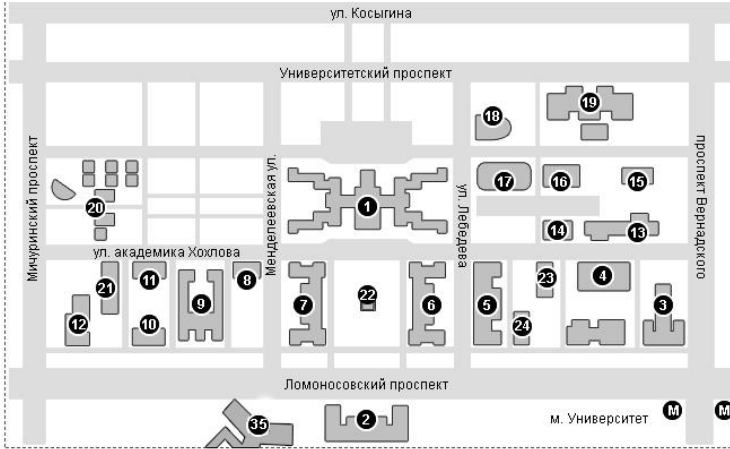 ул. Косыгина
Университетский проспект
18
19
Мичуринский проспект
Менделеевская ул.
ул. Лебедева
проспект Вернадского
17
16
15
20
1
14
13
ул. академика Хохлова
21
11
8
12
10
9
7
22
6
5
23
24
4
3
Ломоносовский проспект
35
2
м. Университет
М
М